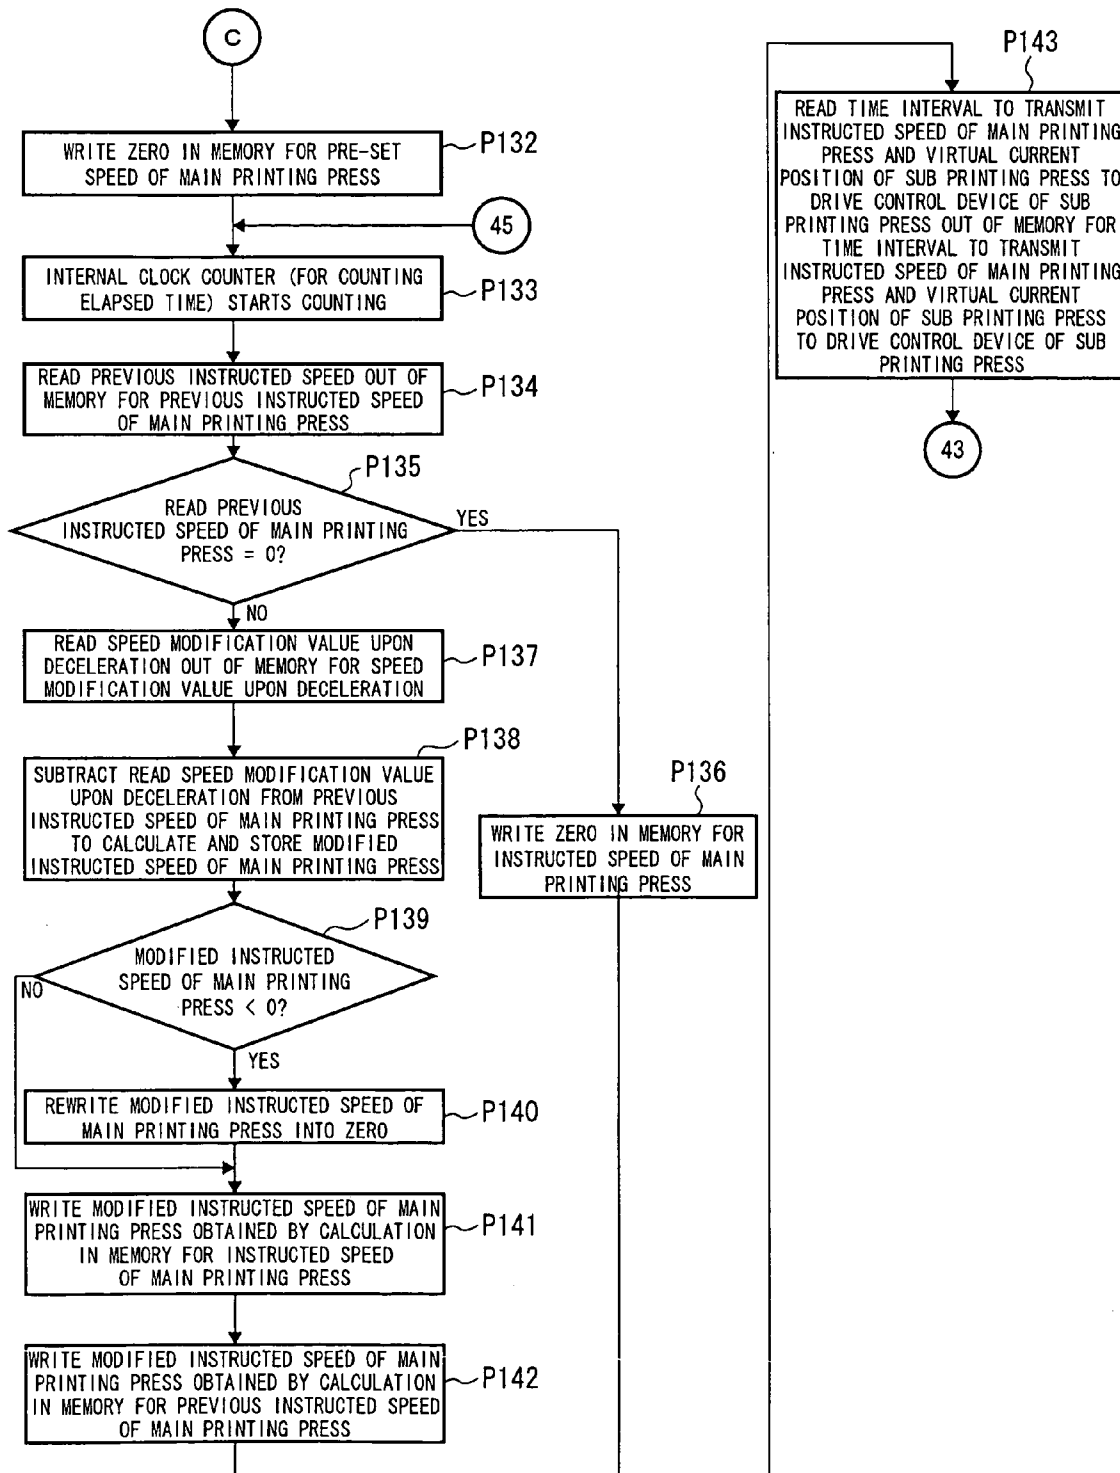 C
P132
WRITE ZERO IN MEMORY FOR PRE-SET
SPEED OF MAIN PRINTING PRESS
45
INTERNAL CLOCK COUNTER (FOR COUNTING
ELAPSED TIME) STARTS COUNTING
P133
READ PREVIOUS INSTRUCTED SPEED OUT OF
MEMORY FOR PREVIOUS INSTRUCTED SPEED
OF MAIN PRINTING PRESS
P134
P135
READ PREVIOUS
INSTRUCTED SPEED OF MAIN PRINTING
PRESS = 0?
YES
NO
READ SPEED MODIFICATION VALUE UPON
DECELERATION OUT OF MEMORY FOR SPEED
MODIFICATION VALUE UPON DECELERATION
P137
P138
SUBTRACT READ SPEED MODIFICATION VALUE
UPON DECELERATION FROM PREVIOUS
INSTRUCTED SPEED OF MAIN PRINTING PRESS
TO CALCULATE AND STORE MODIFIED
INSTRUCTED SPEED OF MAIN PRINTING PRESS
P136
WRITE ZERO IN MEMORY FOR
INSTRUCTED SPEED OF MAIN
PRINTING PRESS
P139
MODIFIED INSTRUCTED
SPEED OF MAIN PRINTING
PRESS < 0?
NO
YES
REWRITE MODIFIED INSTRUCTED SPEED OF
MAIN PRINTING PRESS INTO ZERO
P140
WRITE MODIFIED INSTRUCTED SPEED OF MAIN
PRINTING PRESS OBTAINED BY CALCULATION
IN MEMORY FOR INSTRUCTED SPEED
OF MAIN PRINTING PRESS
P141
WRITE MODIFIED INSTRUCTED SPEED OF MAIN
PRINTING PRESS OBTAINED BY CALCULATION
IN MEMORY FOR PREVIOUS INSTRUCTED SPEED
OF MAIN PRINTING PRESS
P142
P143
READ TIME INTERVAL TO TRANSMIT
INSTRUCTED SPEED OF MAIN PRINTING
PRESS AND VIRTUAL CURRENT
POSITION OF SUB PRINTING PRESS TO
DRIVE CONTROL DEVICE OF SUB
PRINTING PRESS OUT OF MEMORY FOR
TIME INTERVAL TO TRANSMIT
INSTRUCTED SPEED OF MAIN PRINTING
PRESS AND VIRTUAL CURRENT
POSITION OF SUB PRINTING PRESS
TO DRIVE CONTROL DEVICE OF SUB
PRINTING PRESS
43